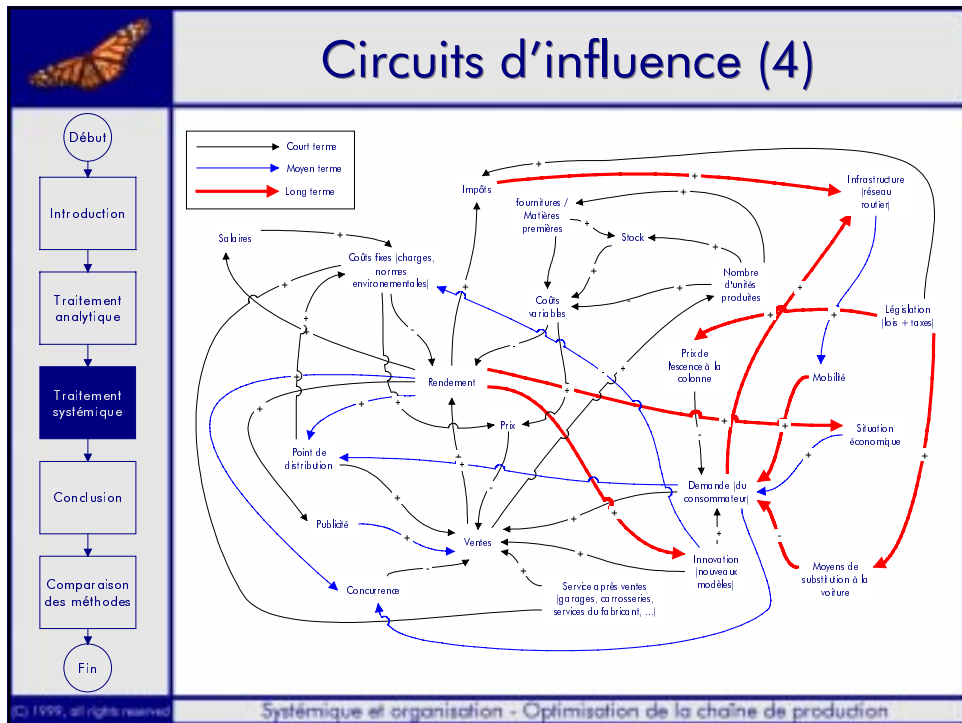 Circuits d'influence (4)
Début
Introduction
Traitement
analytique
Traitement
systémique
Conclusion
Comparaison
des méthodes
Fin
Court terme
Moyen terme
Long terme
Impôts
Infrastructure
(réseau
routier)
fournitures /
Matières
premières
Salaires
Stock
Coûts fixes (charges,
normes
environementales)
Nombre
d'unités
produites
Coûts
variables
Législation
(lois + taxes)
Prix de
l'escence à la
colonne
Rendement
Mobilité
Prix
Situation
économique
Point de
distribution
Demande (du
consommateur)
Publicité
Ventes
Innovation
(nouveaux
modèles)
Moyens de
substitution à la
voiture
Concurrence
Service après ventes
(garages, carrosseries,
services du fabricant, ...)
(C) 1999, all rights reserved
Systémique et organisation - Optimisation de la chaîne de production